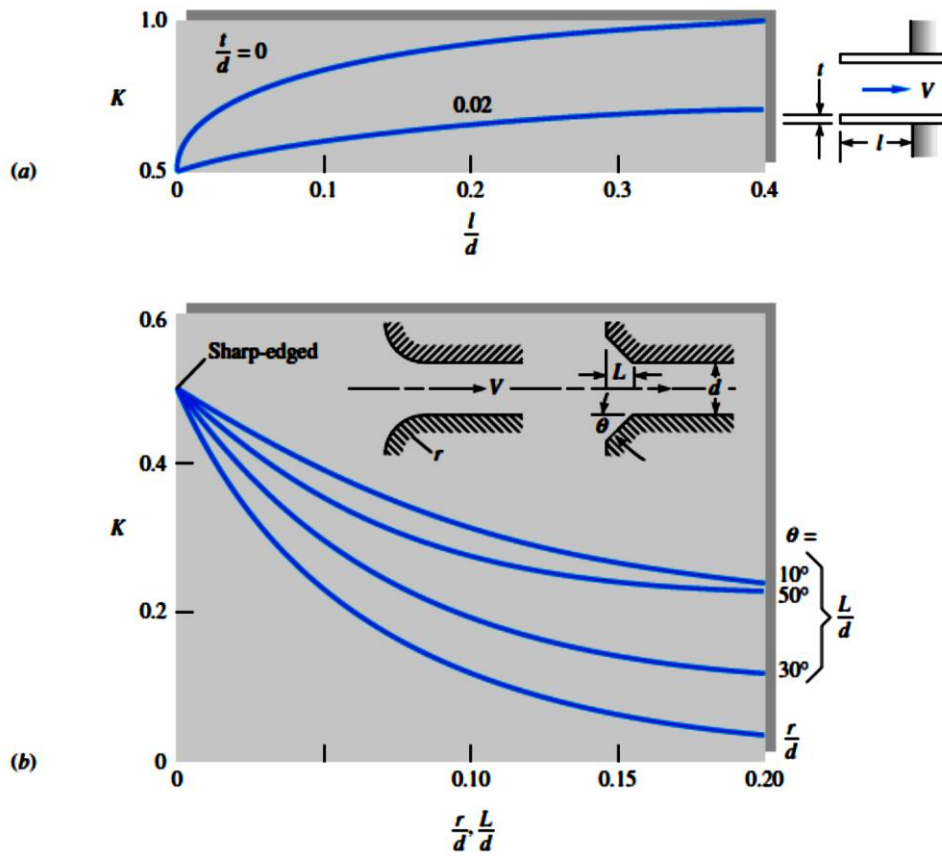 1.0
t/d = 0
K
0.02
t
V
(a)
l
0.5
0 0.1 0.2 0.3 0.4
l/d
0.6
Sharp-edged
L
V
d
θ
r
0.4
K
θ =
10°
50°
L/d
0.2
30°
r/d
(b)
0
0 0.10 0.15 0.20
r/d, L/d